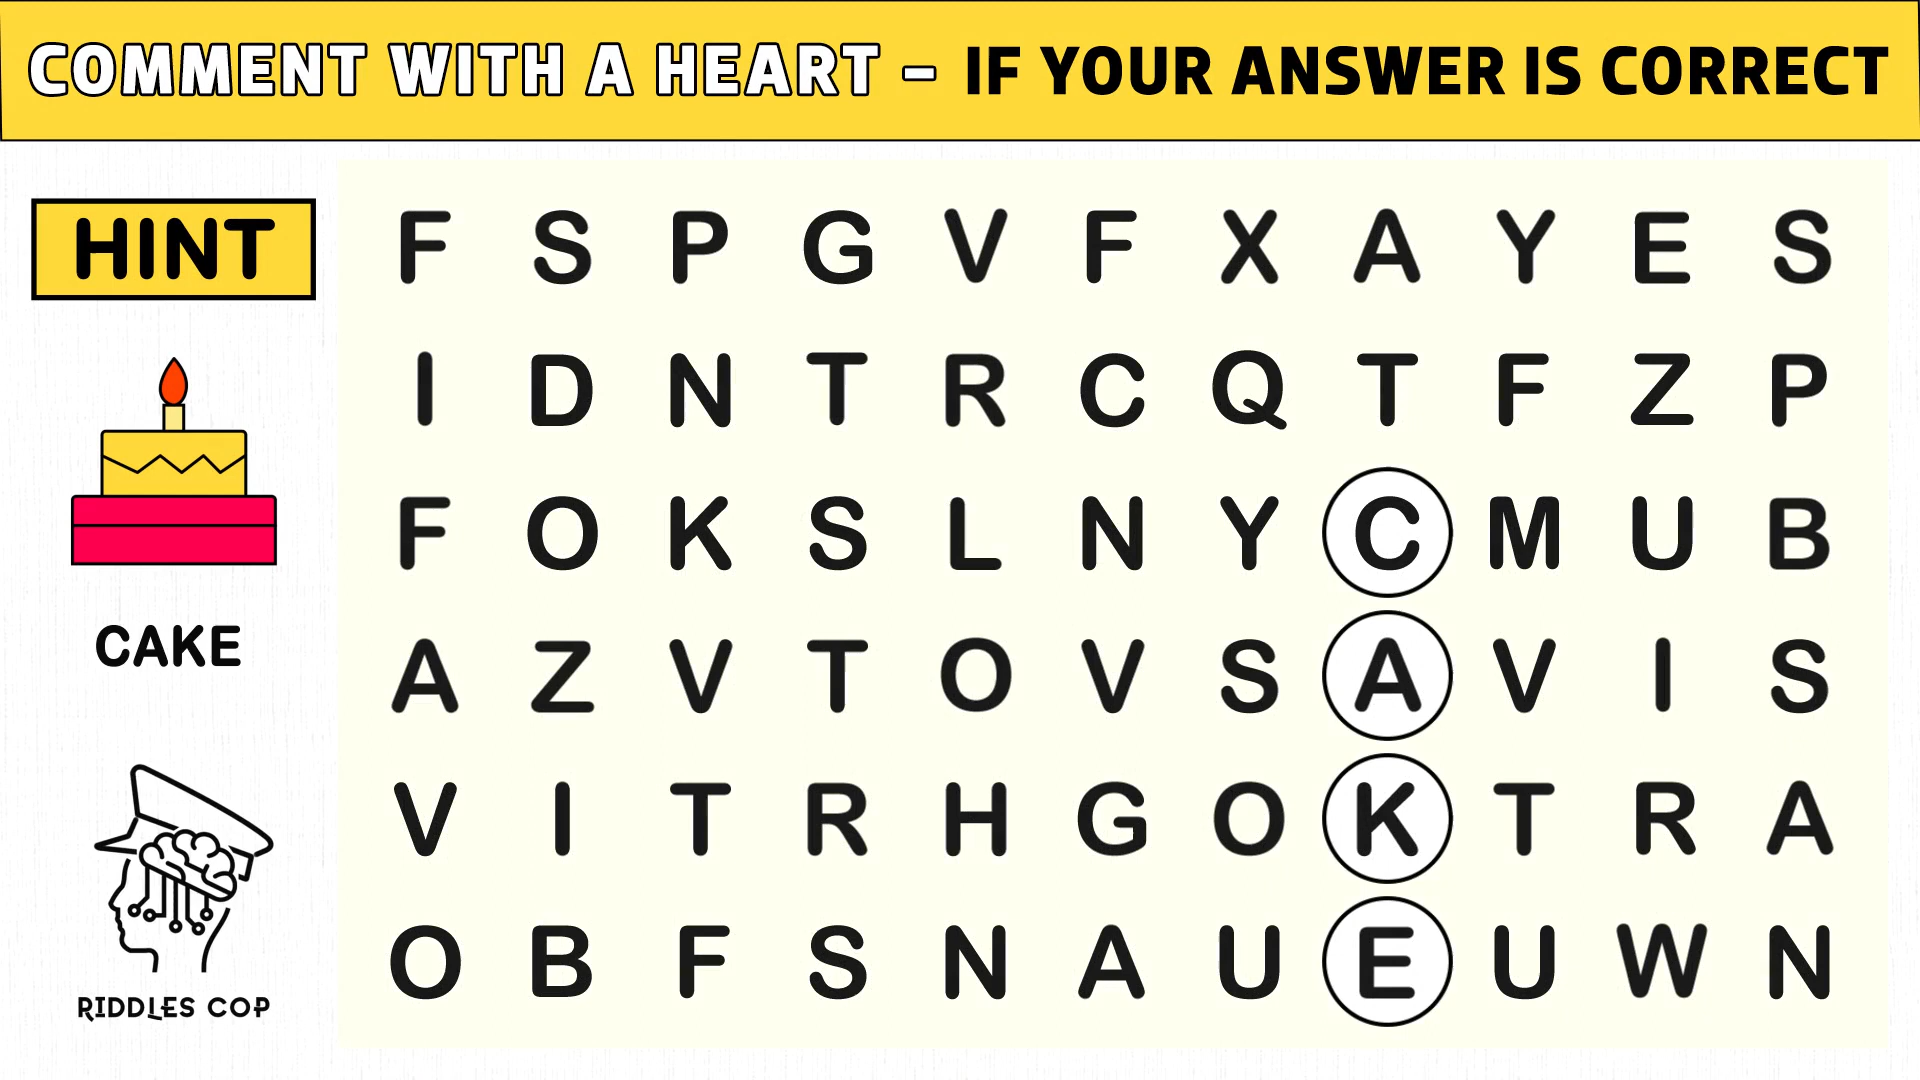 COMMENT WITH A HEART – IF YOUR ANSWER IS CORRECT
HINT
CAKE
RIDDLES COP
F S P G V F X A Y E S
I D N T R C Q T F Z P
F O K S L N Y C M U B
A Z V T O V S A V I S
V I T R H G O K T R A
O B F S N A U E U W N